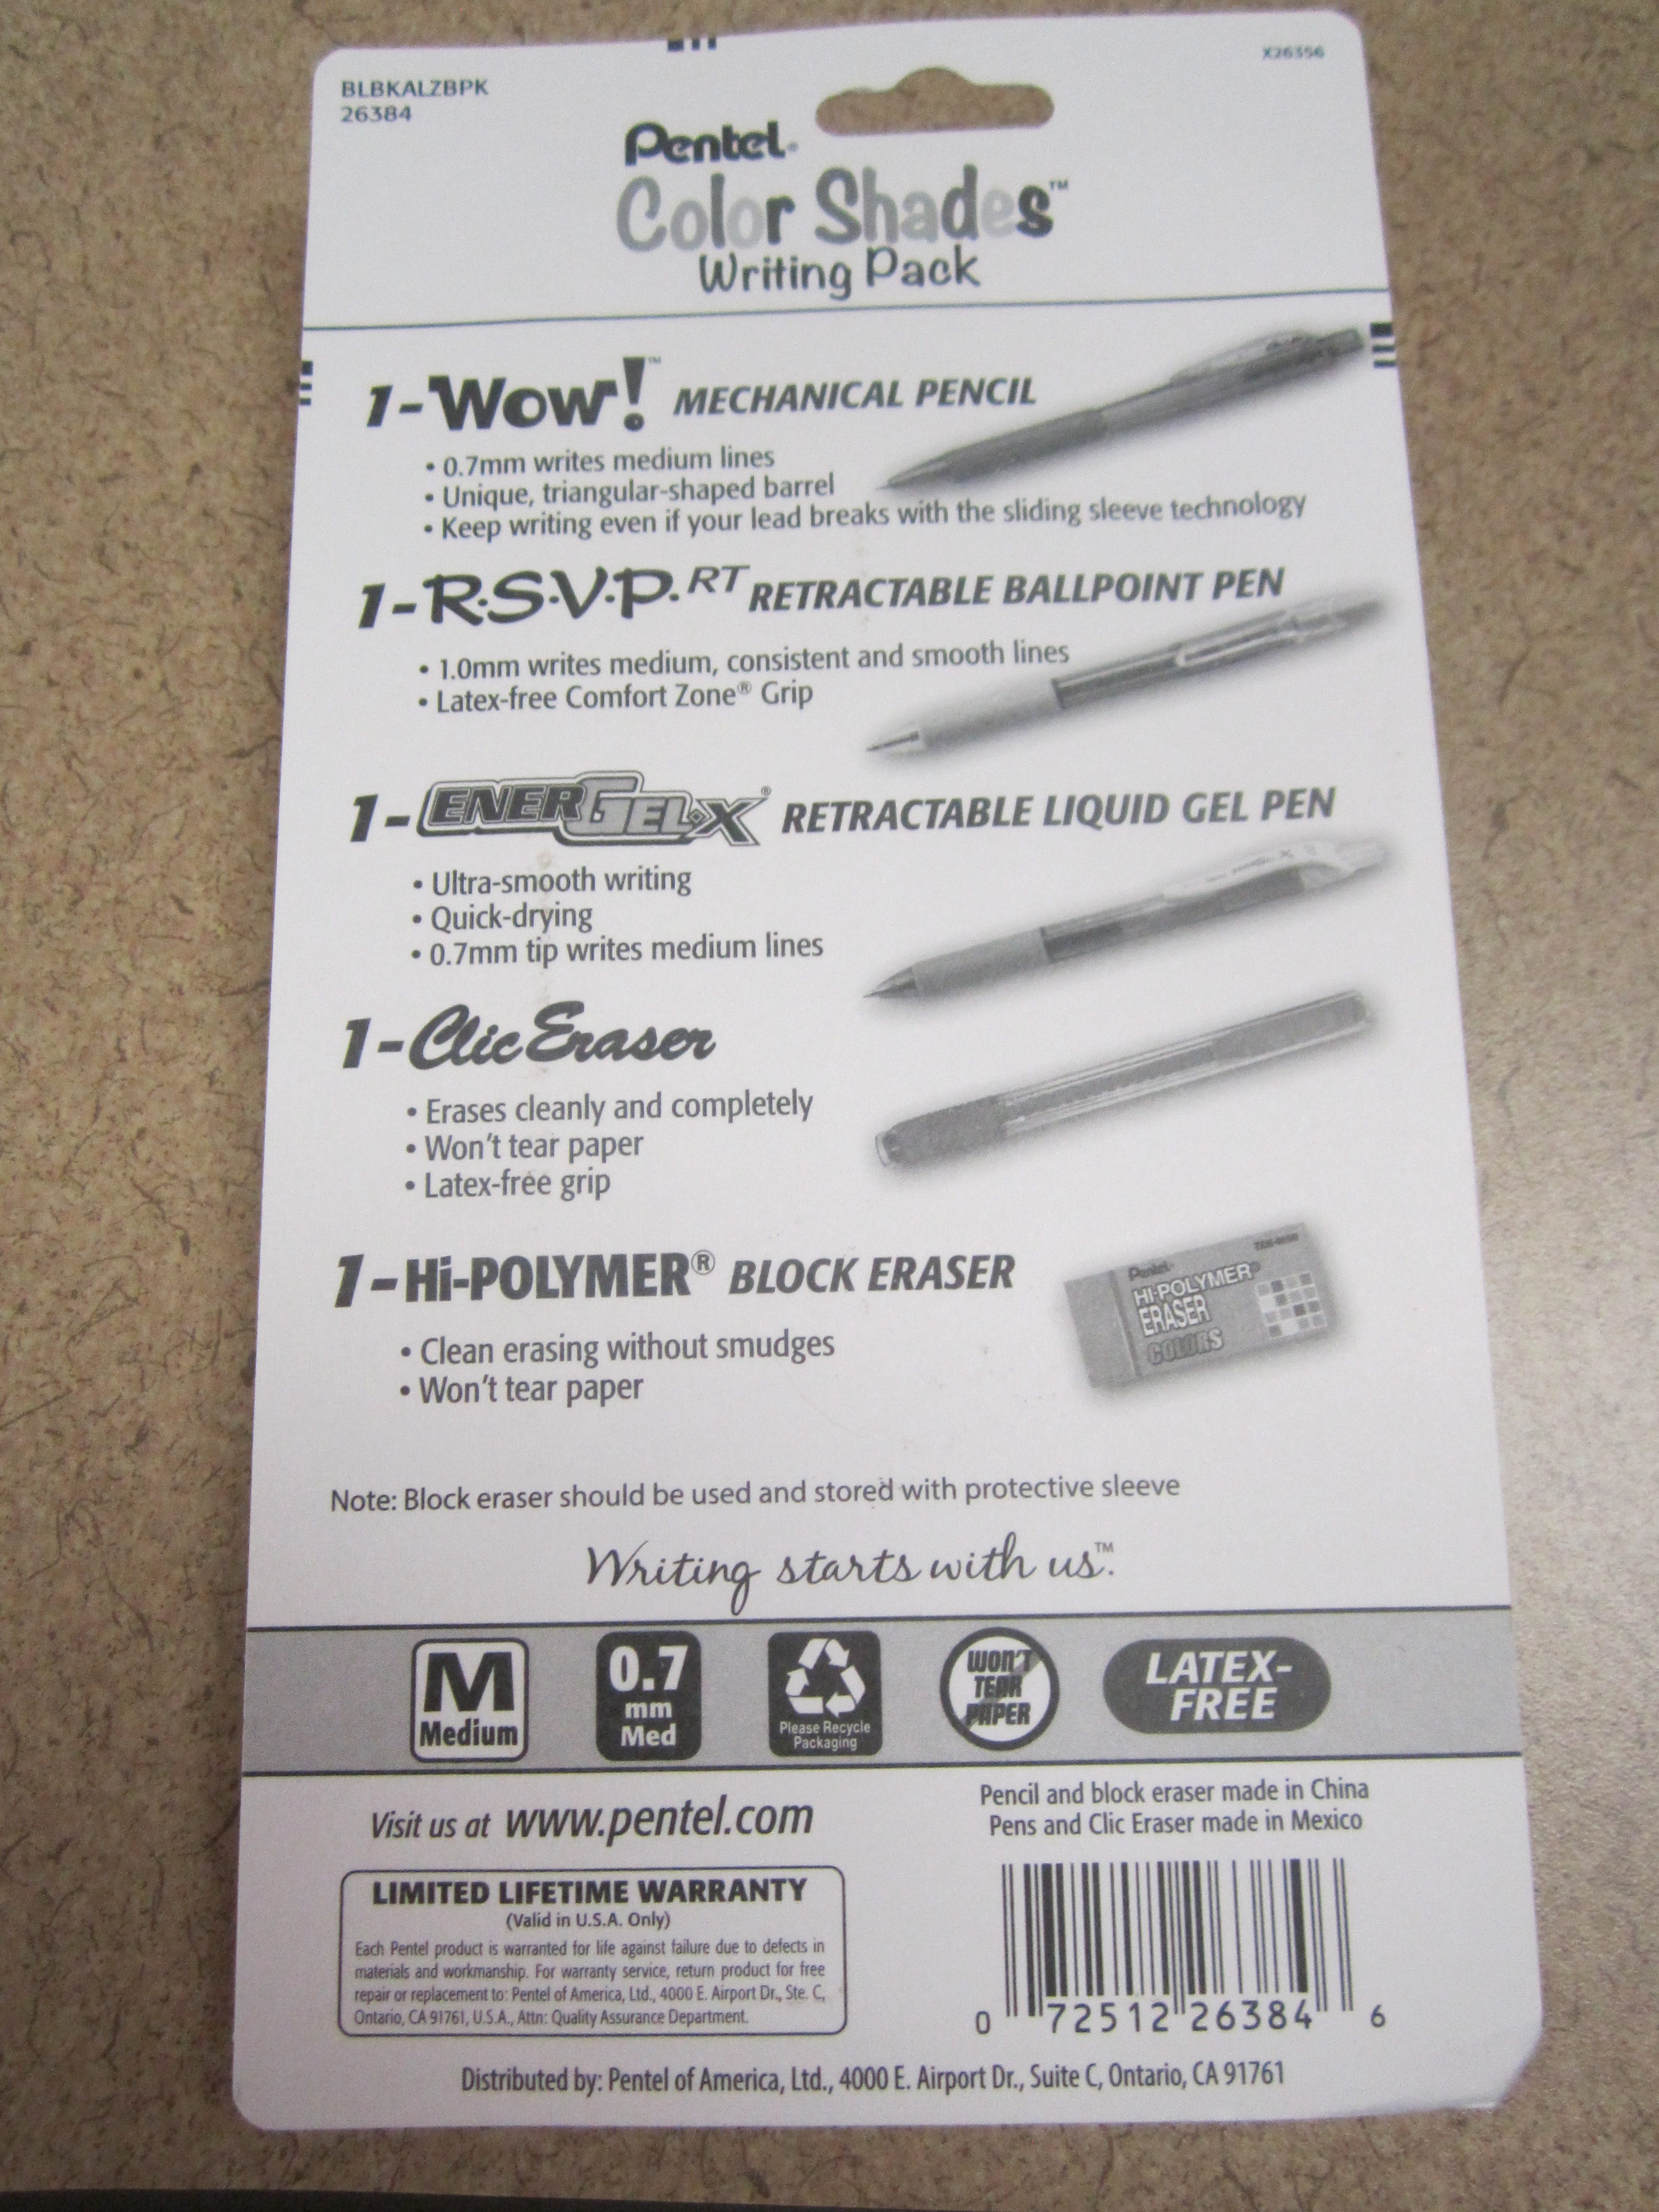 X26356
BLBKALZBPK
26384
Pentel®
Color Shades™
Writing Pack
1-Wow!™ MECHANICAL PENCIL
• 0.7mm writes medium lines
• Unique, triangular-shaped barrel
• Keep writing even if your lead breaks with the sliding sleeve technology
1-R·S·V·P. RT RETRACTABLE BALLPOINT PEN
• 1.0mm writes medium, consistent and smooth lines
• Latex-free Comfort Zone® Grip
1-ENERGEL·X® RETRACTABLE LIQUID GEL PEN
• Ultra-smooth writing
• Quick-drying
• 0.7mm tip writes medium lines
1-Clic Eraser
• Erases cleanly and completely
• Won't tear paper
• Latex-free grip
1-Hi-POLYMER® BLOCK ERASER
• Clean erasing without smudges
• Won't tear paper
Pentel
HI-POLYMER®
ERASER
COLORS
Note: Block eraser should be used and stored with protective sleeve
Writing starts with us.™
M
Medium
0.7
mm
Med
Please Recycle
Packaging
WON'T
TEAR
PAPER
LATEX-
FREE
Visit us at www.pentel.com
Pencil and block eraser made in China
Pens and Clic Eraser made in Mexico
LIMITED LIFETIME WARRANTY
(Valid in U.S.A. Only)
Each Pentel product is warranted for life against failure due to defects in
materials and workmanship. For warranty service, return product for free
repair or replacement to: Pentel of America, Ltd., 4000 E. Airport Dr., Ste. C,
Ontario, CA 91761, U.S.A., Attn: Quality Assurance Department.
0 72512 26384 6
Distributed by: Pentel of America, Ltd., 4000 E. Airport Dr., Suite C, Ontario, CA 91761